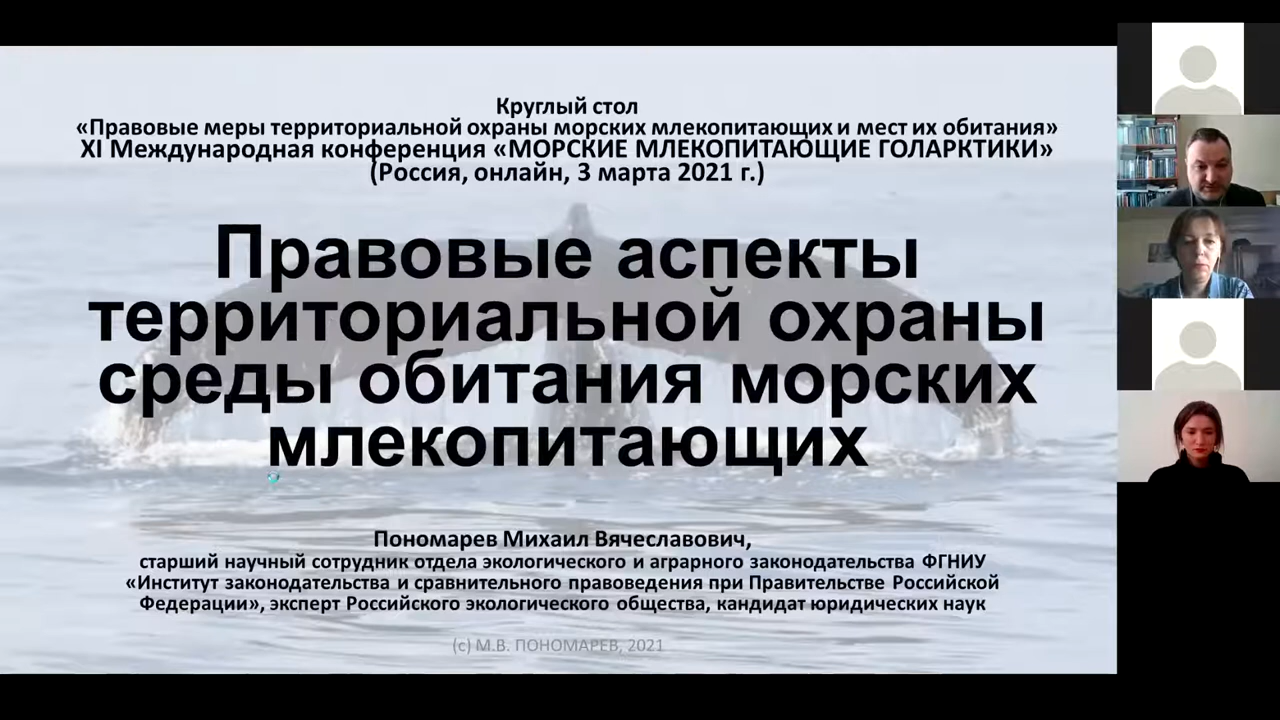 Круглый стол
«Правовые меры территориальной охраны морских млекопитающих и мест их обитания»
XI Международная конференция «МОРСКИЕ МЛЕКОПИТАЮЩИЕ ГОЛАРКТИКИ»
(Россия, онлайн, 3 марта 2021 г.)
Правовые аспекты
территориальной охраны
среды обитания морских
млекопитающих
Пономарев Михаил Вячеславович,
старший научный сотрудник отдела экологического и аграрного законодательства ФГНИУ
«Институт законодательства и сравнительного правоведения при Правительстве Российской
Федерации», эксперт Российского экологического общества, кандидат юридических наук
(с) М.В. ПОНОМАРЕВ, 2021